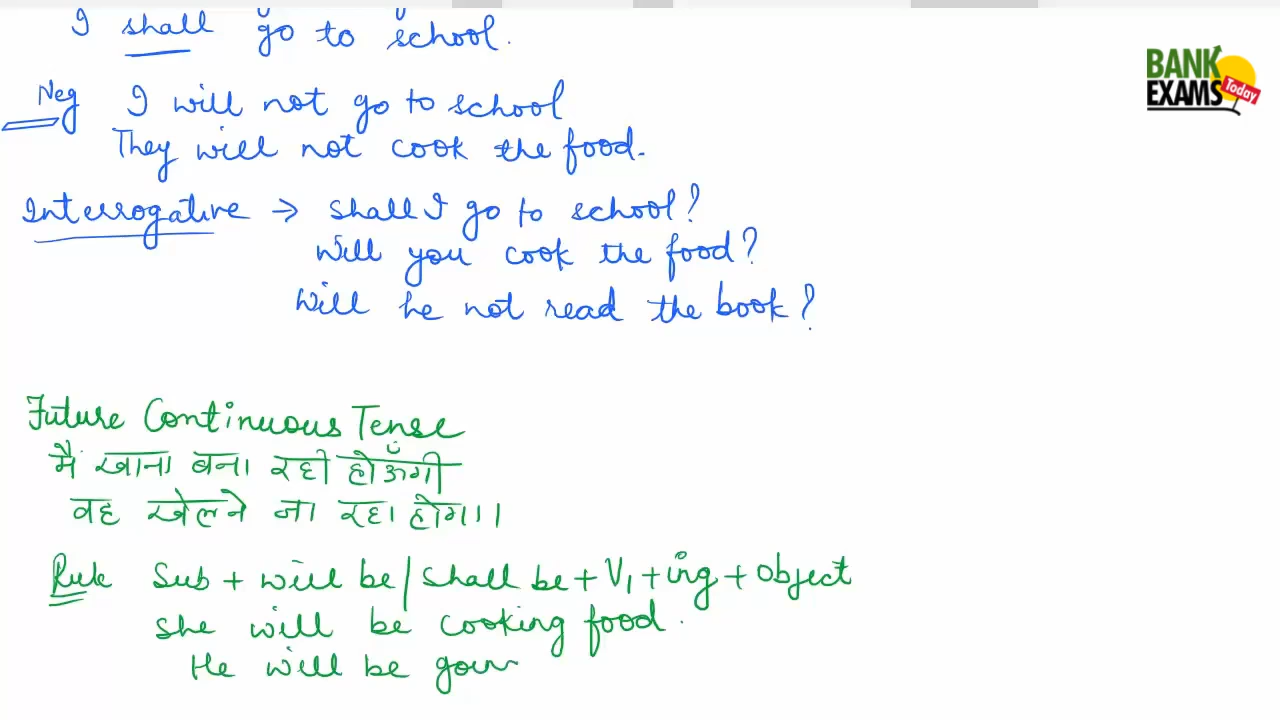 I shall go to school.
BANK EXAMS Today
Neg I will not go to school
They will not cook the food.
Interrogative → shall I go to school?
Will you cook the food?
Will he not read the book?
Future Continuous Tense
मैं खाना बना रही होऊँगी
वह खेलने जा रहा होगा।
Rule Sub + will be / shall be + V1 + ing + object
She will be cooking food.
He will be